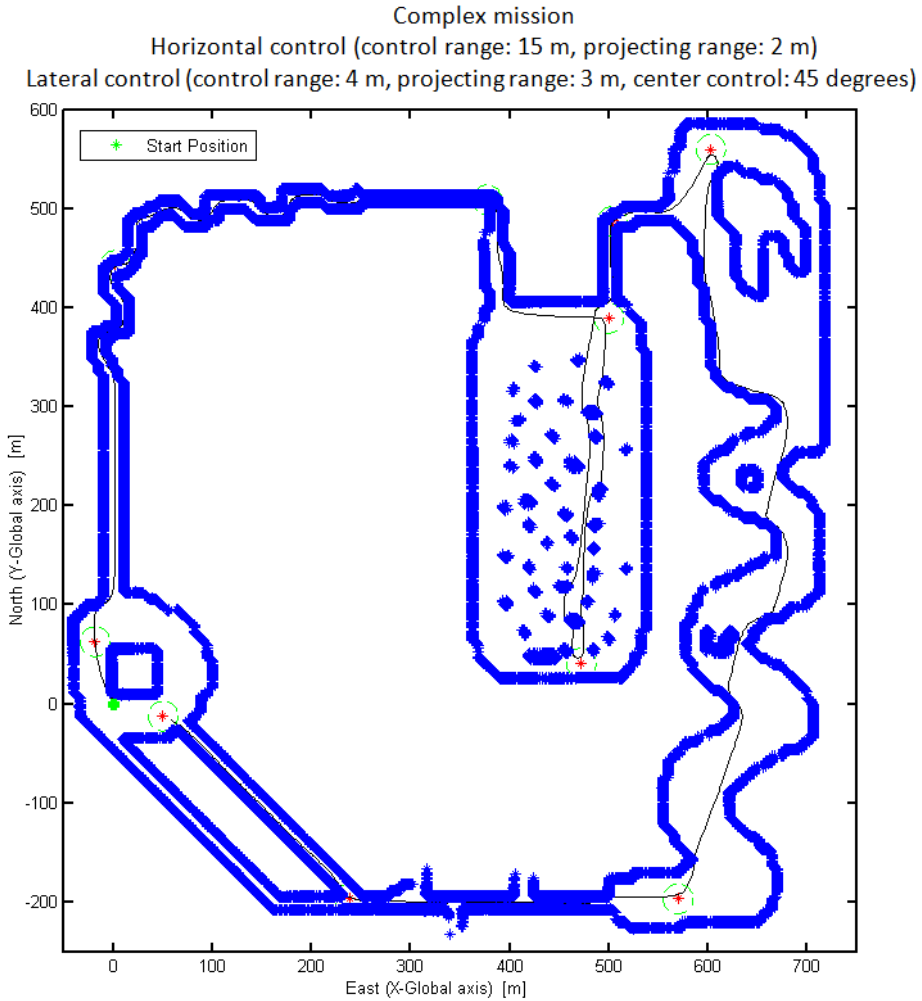 Complex mission
Horizontal control (control range: 15 m, projecting range: 2 m)
Lateral control (control range: 4 m, projecting range: 3 m, center control: 45 degrees)
600
Start Position
500
400
300
200
100
0
-100
-200
North (Y-Global axis) [m]
0 100 200 300 400 500 600 700
East (X-Global axis) [m]